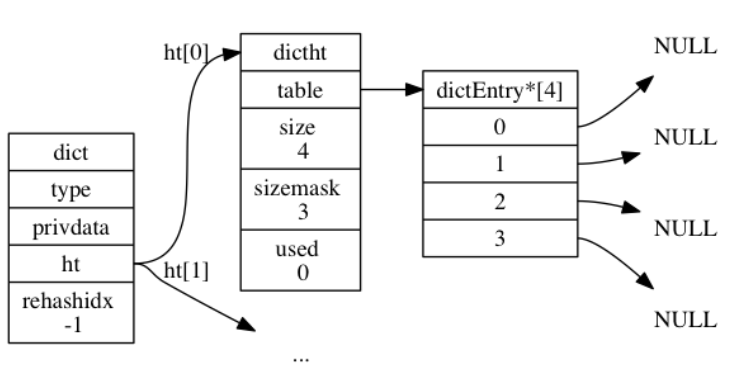 dict
type
privdata
ht
rehashidx
-1
ht[0]
ht[1]
dictht
table
size
4
sizemask
3
used
0
...
dictEntry*[4]
0
1
2
3
NULL
NULL
NULL
NULL